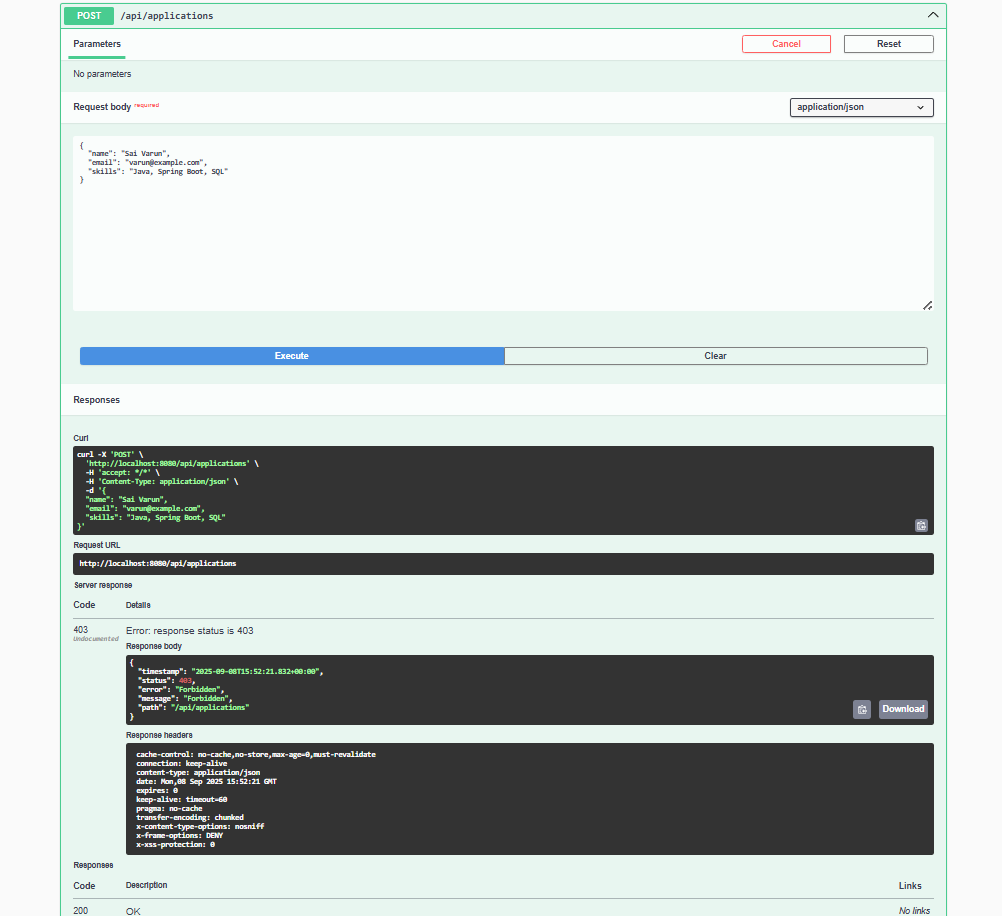 POST /api/applications
Parameters Cancel Reset
No parameters
Request body required application/json
{
  "name": "Sai Varun",
  "email": "varun@example.com",
  "skills": "Java, Spring Boot, SQL"
}
Execute Clear
Responses
Curl
curl -X 'POST' \
  'http://localhost:8080/api/applications' \
  -H 'accept: */*' \
  -H 'Content-Type: application/json' \
  -d '{
  "name": "Sai Varun",
  "email": "varun@example.com",
  "skills": "Java, Spring Boot, SQL"
}'
Request URL
http://localhost:8080/api/applications
Server response
Code Details
403 Error: response status is 403
Undocumented
Response body
{
  "timestamp": "2025-09-08T15:52:21.832+00:00",
  "status": 403,
  "error": "Forbidden",
  "message": "Forbidden",
  "path": "/api/applications"
}
Download
Response headers
cache-control: no-cache,no-store,max-age=0,must-revalidate
connection: keep-alive
content-type: application/json
date: Mon,08 Sep 2025 15:52:21 GMT
expires: 0
keep-alive: timeout=60
pragma: no-cache
transfer-encoding: chunked
x-content-type-options: nosniff
x-frame-options: DENY
x-xss-protection: 0
Responses
Code Description Links
200 OK No links